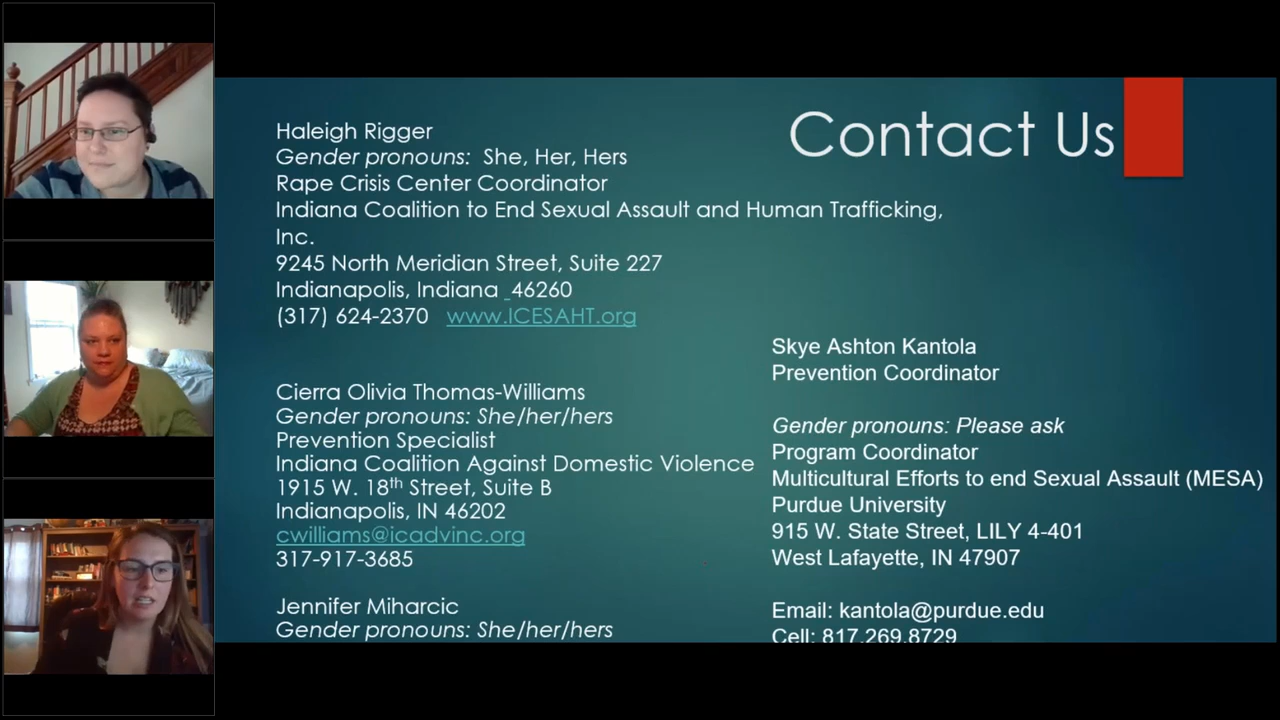 Contact Us
Haleigh Rigger
Gender pronouns: She, Her, Hers
Rape Crisis Center Coordinator
Indiana Coalition to End Sexual Assault and Human Trafficking,
Inc.
9245 North Meridian Street, Suite 227
Indianapolis, Indiana 46260
(317) 624-2370 www.ICESAHT.org
Cierra Olivia Thomas-Williams
Gender pronouns: She/her/hers
Prevention Specialist
Indiana Coalition Against Domestic Violence
1915 W. 18th Street, Suite B
Indianapolis, IN 46202
cwilliams@icadvinc.org
317-917-3685
Jennifer Miharcic
Gender pronouns: She/her/hers
Skye Ashton Kantola
Prevention Coordinator
Gender pronouns: Please ask
Program Coordinator
Multicultural Efforts to end Sexual Assault (MESA)
Purdue University
915 W. State Street, LILY 4-401
West Lafayette, IN 47907
Email: kantola@purdue.edu
Cell: 817.269.8729